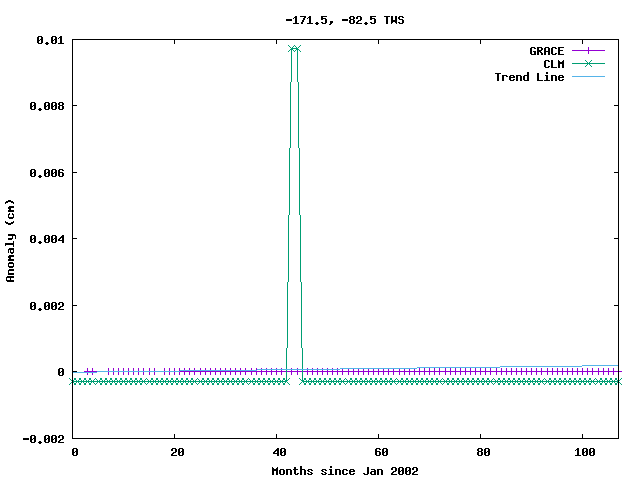 -171.5, -82.5 TWS
0.01
0.008
0.006
0.004
0.002
0
-0.002
Anomaly (cm)
GRACE
CLM
Trend Line
0 20 40 60 80 100
Months since Jan 2002